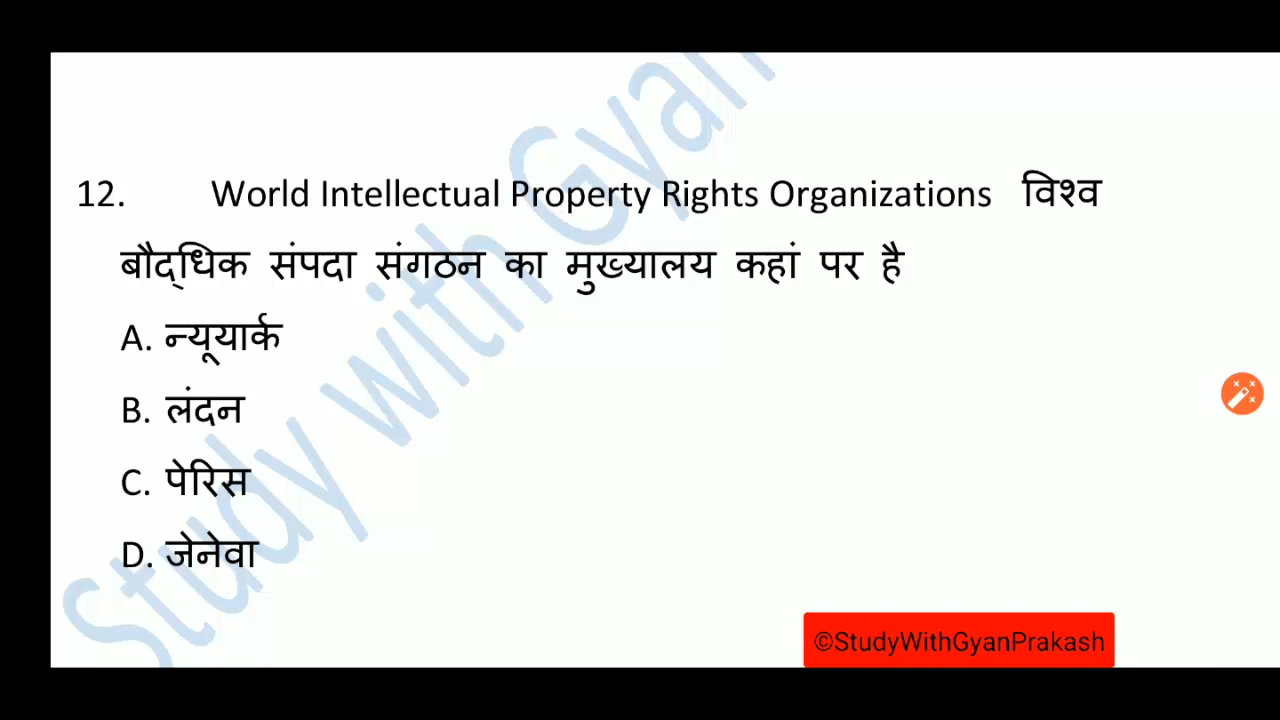 12. World Intellectual Property Rights Organizations विश्व
बौद्धिक संपदा संगठन का मुख्यालय कहां पर है
A. न्यूयार्क
B. लंदन
C. पेरिस
D. जेनेवा
Study with Gyan
©StudyWithGyanPrakash